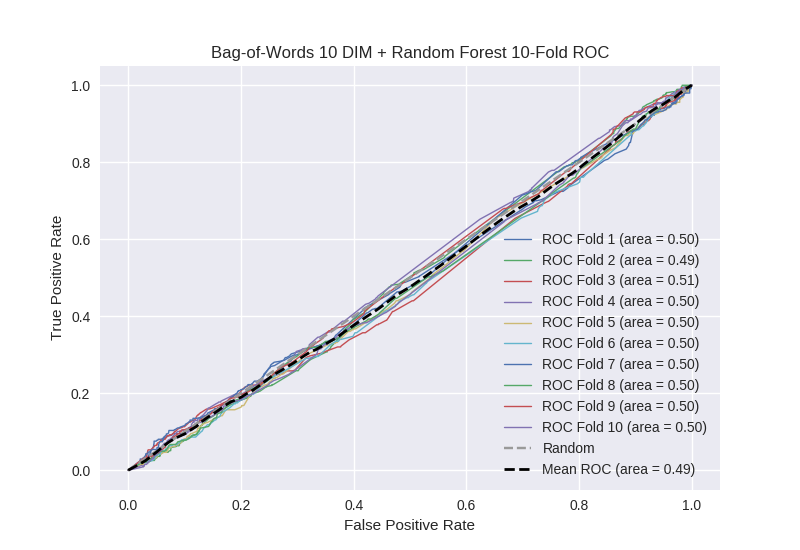 Bag-of-Words 10 DIM + Random Forest 10-Fold ROC
1.0
0.8
0.6
0.4
0.2
0.0
True Positive Rate
ROC Fold 1 (area = 0.50)
ROC Fold 2 (area = 0.49)
ROC Fold 3 (area = 0.51)
ROC Fold 4 (area = 0.50)
ROC Fold 5 (area = 0.50)
ROC Fold 6 (area = 0.50)
ROC Fold 7 (area = 0.50)
ROC Fold 8 (area = 0.50)
ROC Fold 9 (area = 0.50)
ROC Fold 10 (area = 0.50)
Random
Mean ROC (area = 0.49)
0.0 0.2 0.4 0.6 0.8 1.0
False Positive Rate